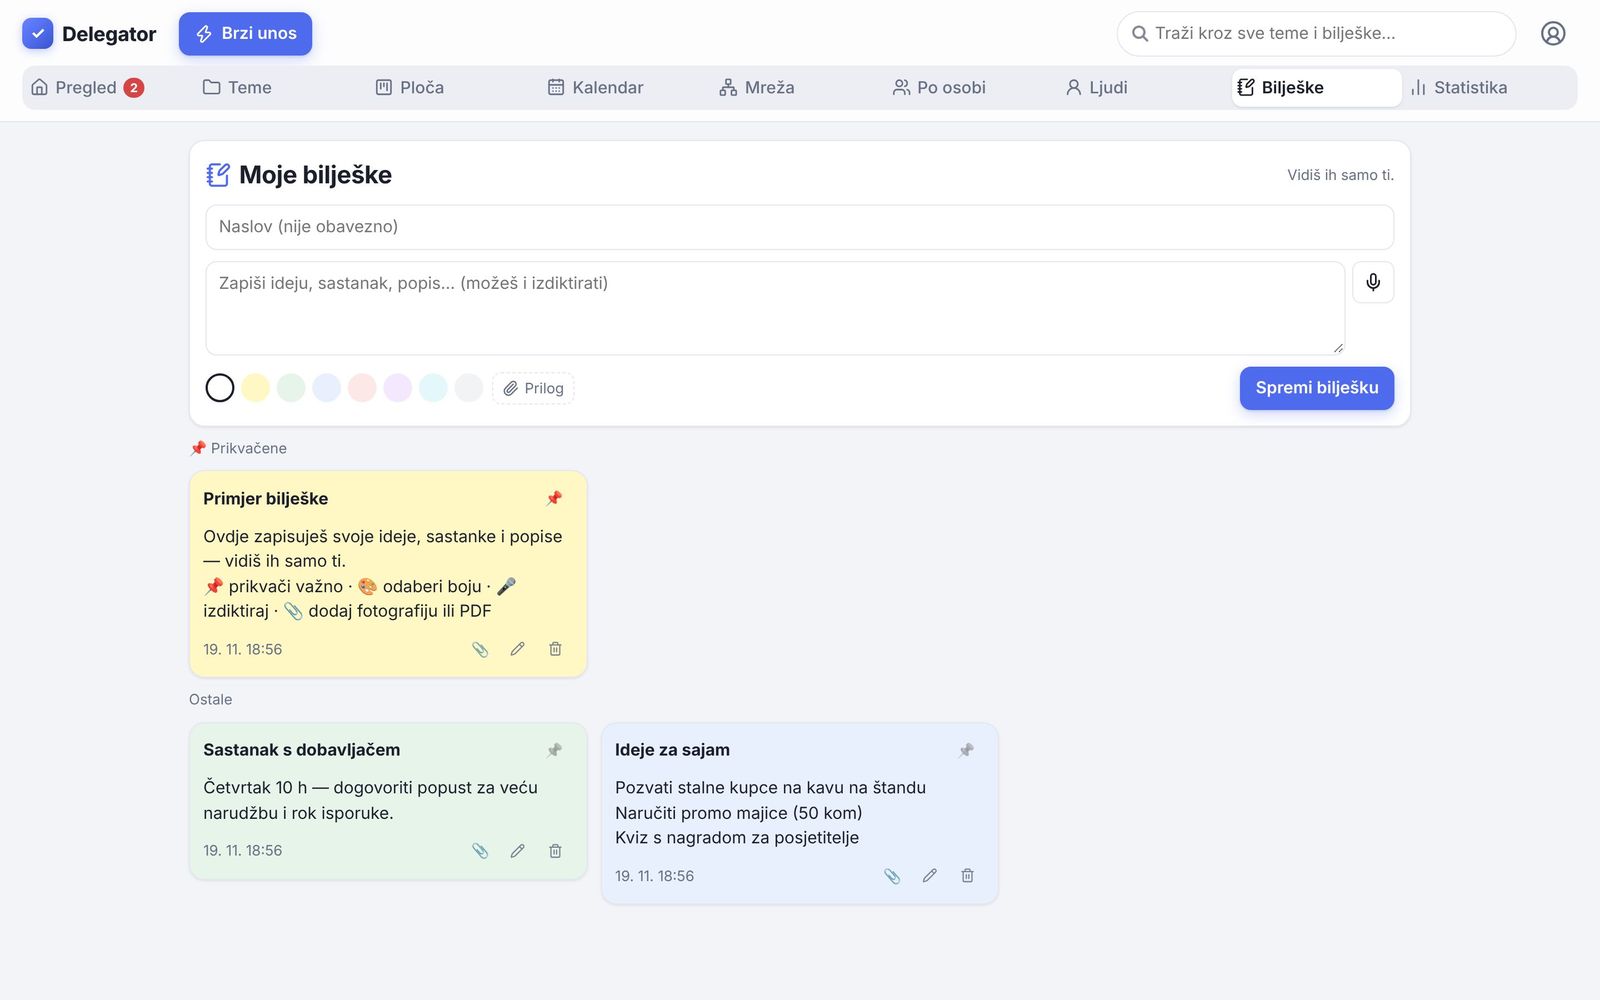 Delegator
Brzi unos
Traži kroz sve teme i bilješke...
Pregled 2
Teme
Ploča
Kalendar
Mreža
Po osobi
Ljudi
Bilješke
Statistika
Moje bilješke
Vidiš ih samo ti.
Naslov (nije obavezno)
Zapiši ideju, sastanak, popis... (možeš i izdiktirati)
Prilog
Spremi bilješku
📌 Prikvačene
Primjer bilješke
Ovdje zapisuješ svoje ideje, sastanke i popise
— vidiš ih samo ti.
📌 prikvači važno · 🎨 odaberi boju · 🎤
izdiktiraj · 📎 dodaj fotografiju ili PDF
19. 11. 18:56
Ostale
Sastanak s dobavljačem
Četvrtak 10 h — dogovoriti popust za veću
narudžbu i rok isporuke.
19. 11. 18:56
Ideje za sajam
Pozvati stalne kupce na kavu na štandu
Naručiti promo majice (50 kom)
Kviz s nagradom za posjetitelje
19. 11. 18:56